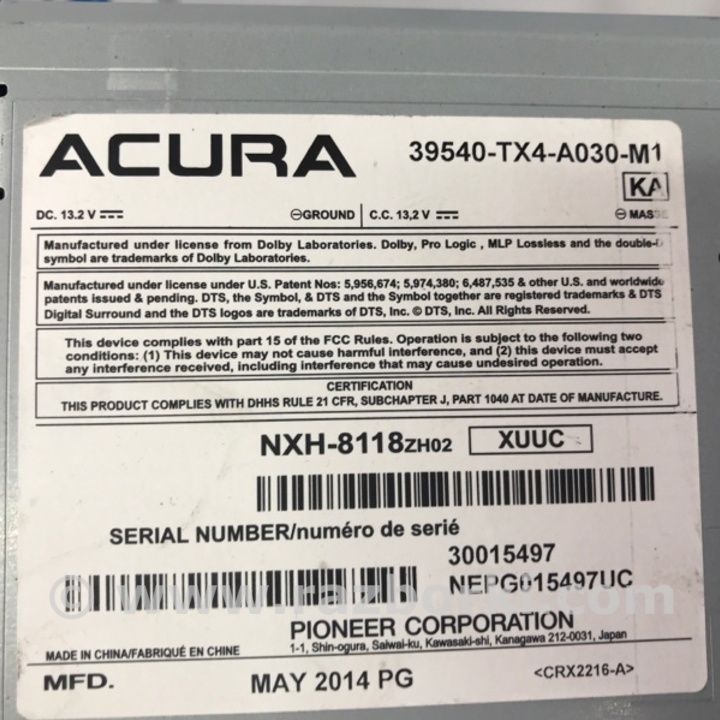 ACURA 39540-TX4-A030-M1
KA
DC. 13.2 V ⎓ ⊖GROUND C.C. 13,2 V ⎓ ⊖ MASSE
Manufactured under license from Dolby Laboratories. Dolby, Pro Logic , MLP Lossless and the double-D
symbol are trademarks of Dolby Laboratories.
Manufactured under license under U.S. Patent Nos: 5,956,674; 5,974,380; 6,487,535 & other U.S. and worldwide
patents issued & pending. DTS, the Symbol, & DTS and the Symbol together are registered trademarks & DTS
Digital Surround and the DTS logos are trademarks of DTS, Inc. © DTS, Inc. All Rights Reserved.
This device complies with part 15 of the FCC Rules. Operation is subject to the following two
conditions: (1) This device may not cause harmful interference, and (2) this device must accept
any interference received, including interference that may cause undesired operation.
CERTIFICATION
THIS PRODUCT COMPLIES WITH DHHS RULE 21 CFR, SUBCHAPTER J, PART 1040 AT DATE OF MANUFACTURE.
NXH-8118ZH02 XUUC
SERIAL NUMBER/numéro de serié
30015497
NEPG015497UC
PIONEER CORPORATION
1-1, Shin-ogura, Saiwai-ku, Kawasaki-shi, Kanagawa 212-0031, Japan
MADE IN CHINA/FABRIQUÉ EN CHINE
MFD. MAY 2014 PG <CRX2216-A>